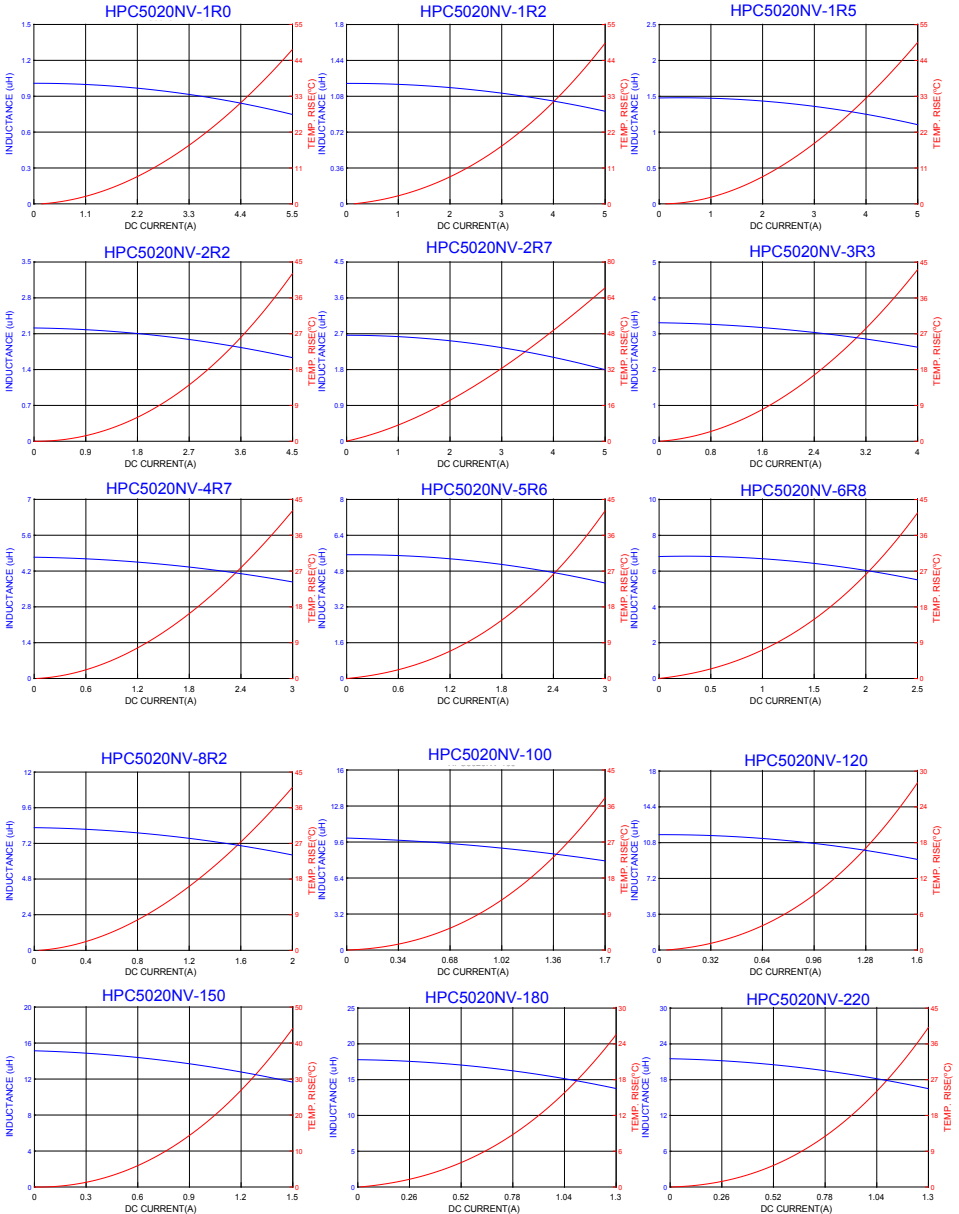 HPC5020NV-1R0
HPC5020NV-1R2
HPC5020NV-1R5
1.5
1.2
0.9
0.6
0.3
0
INDUCTANCE (uH)
55
44
33
22
11
0
TEMP. RISE(ºC)
0 1.1 2.2 3.3 4.4 5.5
DC CURRENT(A)
1.8
1.44
1.08
0.72
0.36
0
INDUCTANCE (uH)
55
44
33
22
11
0
TEMP. RISE(ºC)
0 1 2 3 4 5
DC CURRENT(A)
2.5
2
1.5
1
0.5
0
INDUCTANCE (uH)
55
44
33
22
11
0
TEMP. RISE(ºC)
0 1 2 3 4 5
DC CURRENT(A)
HPC5020NV-2R2
HPC5020NV-2R7
HPC5020NV-3R3
3.5
2.8
2.1
1.4
0.7
0
INDUCTANCE (uH)
45
36
27
18
9
0
TEMP. RISE(ºC)
0 0.9 1.8 2.7 3.6 4.5
DC CURRENT(A)
4.5
3.6
2.7
1.8
0.9
0
INDUCTANCE (uH)
80
64
48
32
16
0
TEMP. RISE(ºC)
0 1 2 3 4 5
DC CURRENT(A)
5
4
3
2
1
0
INDUCTANCE (uH)
45
36
27
18
9
0
TEMP. RISE(ºC)
0 0.8 1.6 2.4 3.2 4
DC CURRENT(A)
HPC5020NV-4R7
HPC5020NV-5R6
HPC5020NV-6R8
7
5.6
4.2
2.8
1.4
0
INDUCTANCE (uH)
45
36
27
18
9
0
TEMP. RISE(ºC)
0 0.6 1.2 1.8 2.4 3
DC CURRENT(A)
8
6.4
4.8
3.2
1.6
0
INDUCTANCE (uH)
45
36
27
18
9
0
TEMP. RISE(ºC)
0 0.6 1.2 1.8 2.4 3
DC CURRENT(A)
10
8
6
4
2
0
INDUCTANCE (uH)
45
36
27
18
9
0
TEMP. RISE(ºC)
0 0.5 1 1.5 2 2.5
DC CURRENT(A)
HPC5020NV-8R2
HPC5020NV-100
HPC5020NV-120
12
9.6
7.2
4.8
2.4
0
INDUCTANCE (uH)
45
36
27
18
9
0
TEMP. RISE(ºC)
0 0.4 0.8 1.2 1.6 2
DC CURRENT(A)
16
12.8
9.6
6.4
3.2
0
INDUCTANCE (uH)
45
36
27
18
9
0
TEMP. RISE(ºC)
0 0.34 0.68 1.02 1.36 1.7
DC CURRENT(A)
18
14.4
10.8
7.2
3.6
0
INDUCTANCE (uH)
30
24
18
12
6
0
TEMP. RISE(ºC)
0 0.32 0.64 0.96 1.28 1.6
DC CURRENT(A)
HPC5020NV-150
HPC5020NV-180
HPC5020NV-220
20
16
12
8
4
0
INDUCTANCE (uH)
50
40
30
20
10
0
TEMP. RISE(ºC)
0 0.3 0.6 0.9 1.2 1.5
DC CURRENT(A)
25
20
15
10
5
0
INDUCTANCE (uH)
30
24
18
12
6
0
TEMP. RISE(ºC)
0 0.26 0.52 0.78 1.04 1.3
DC CURRENT(A)
30
24
18
12
6
0
INDUCTANCE (uH)
45
36
27
18
9
0
TEMP. RISE(ºC)
0 0.26 0.52 0.78 1.04 1.3
DC CURRENT(A)